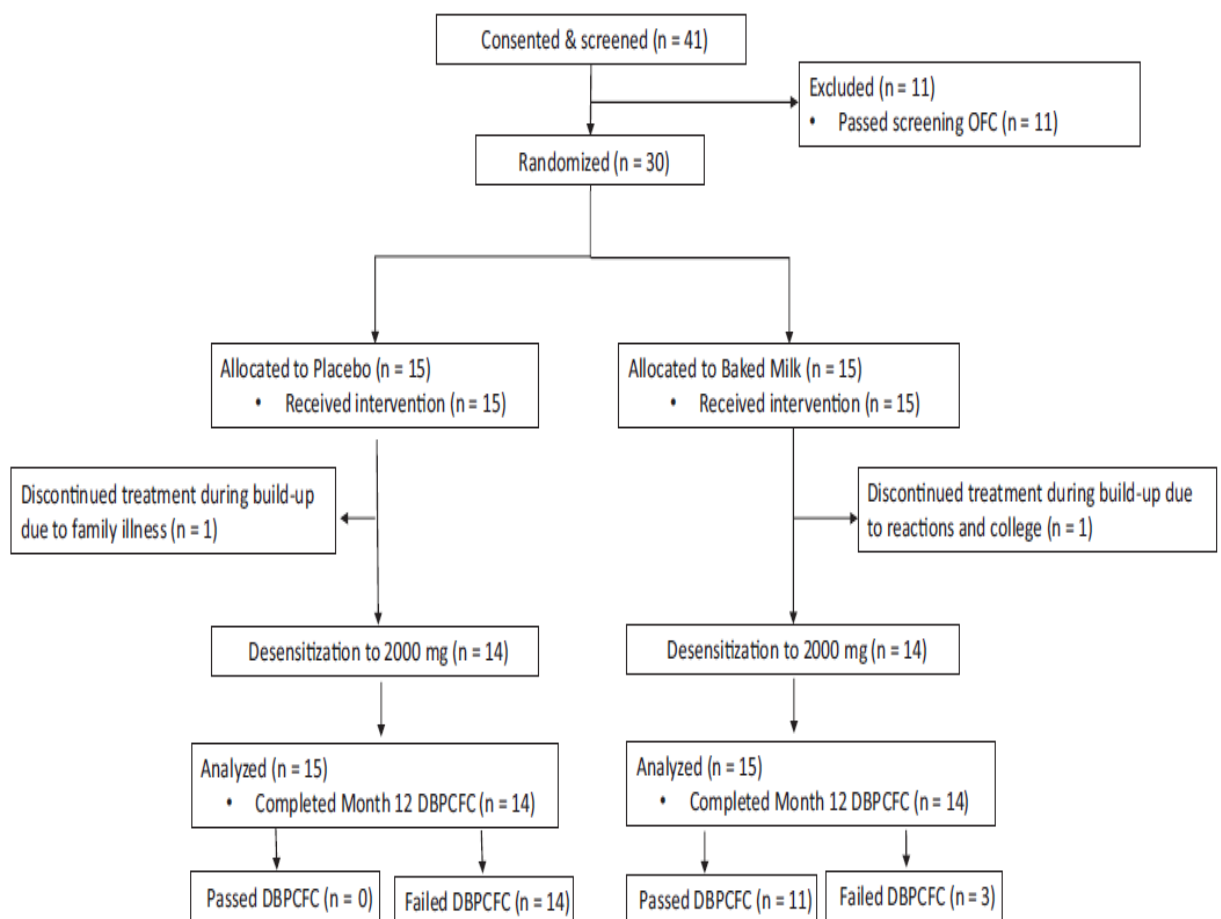 Consented & screened (n = 41)
Excluded (n = 11)
• Passed screening OFC (n = 11)
Randomized (n = 30)
Allocated to Placebo (n = 15)
• Received intervention (n = 15)
Allocated to Baked Milk (n = 15)
• Received intervention (n = 15)
Discontinued treatment during build-up
due to family illness (n = 1)
Discontinued treatment during build-up due
to reactions and college (n = 1)
Desensitization to 2000 mg (n = 14)
Desensitization to 2000 mg (n = 14)
Analyzed (n = 15)
• Completed Month 12 DBPCFC (n = 14)
Analyzed (n = 15)
• Completed Month 12 DBPCFC (n = 14)
Passed DBPCFC (n = 0)
Failed DBPCFC (n = 14)
Passed DBPCFC (n = 11)
Failed DBPCFC (n = 3)